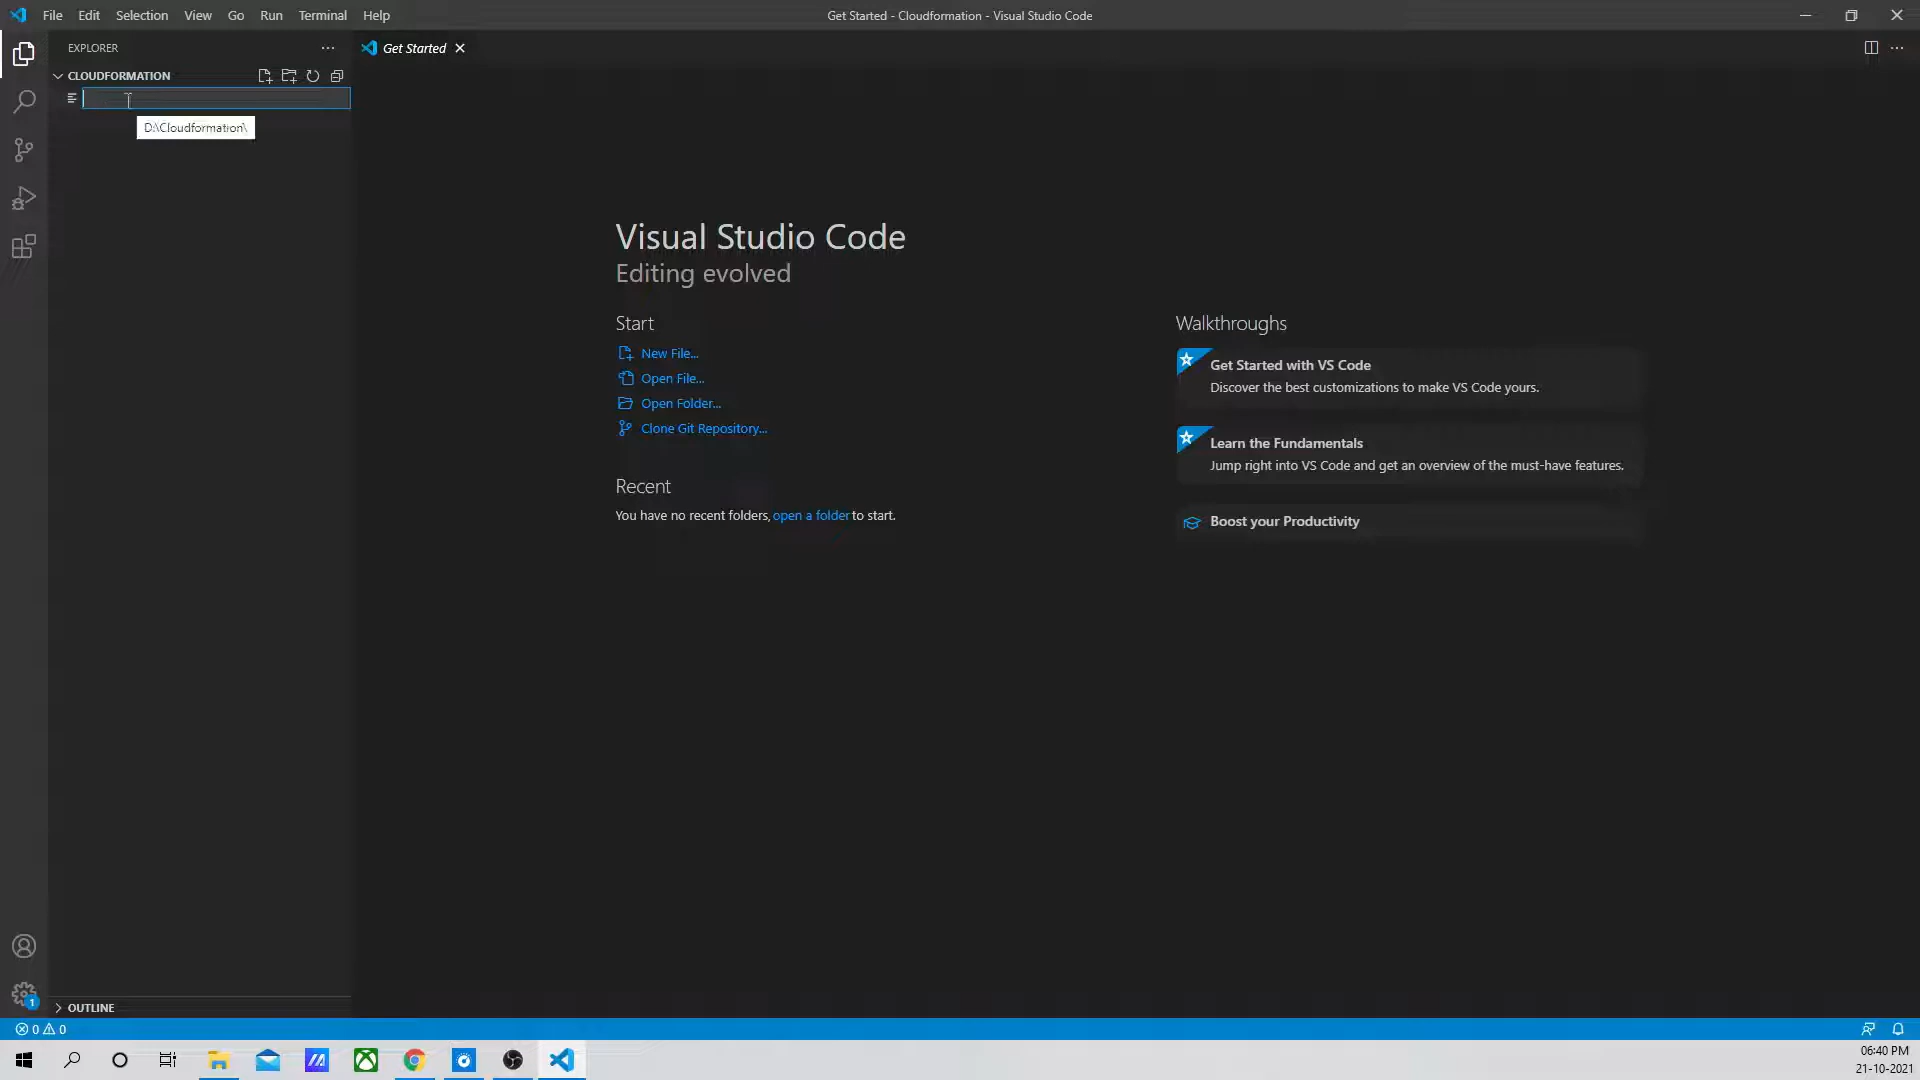 File Edit Selection View Go Run Terminal Help
Get Started - Cloudformation - Visual Studio Code
EXPLORER
Get Started
CLOUDFORMATION
D:\Cloudformation\
Visual Studio Code
Editing evolved
Start
New File...
Open File...
Open Folder...
Clone Git Repository...
Recent
You have no recent folders, open a folder to start.
Walkthroughs
Get Started with VS Code
Discover the best customizations to make VS Code yours.
Learn the Fundamentals
Jump right into VS Code and get an overview of the must-have features.
Boost your Productivity
1
OUTLINE
0 0
06:40 PM
21-10-2021